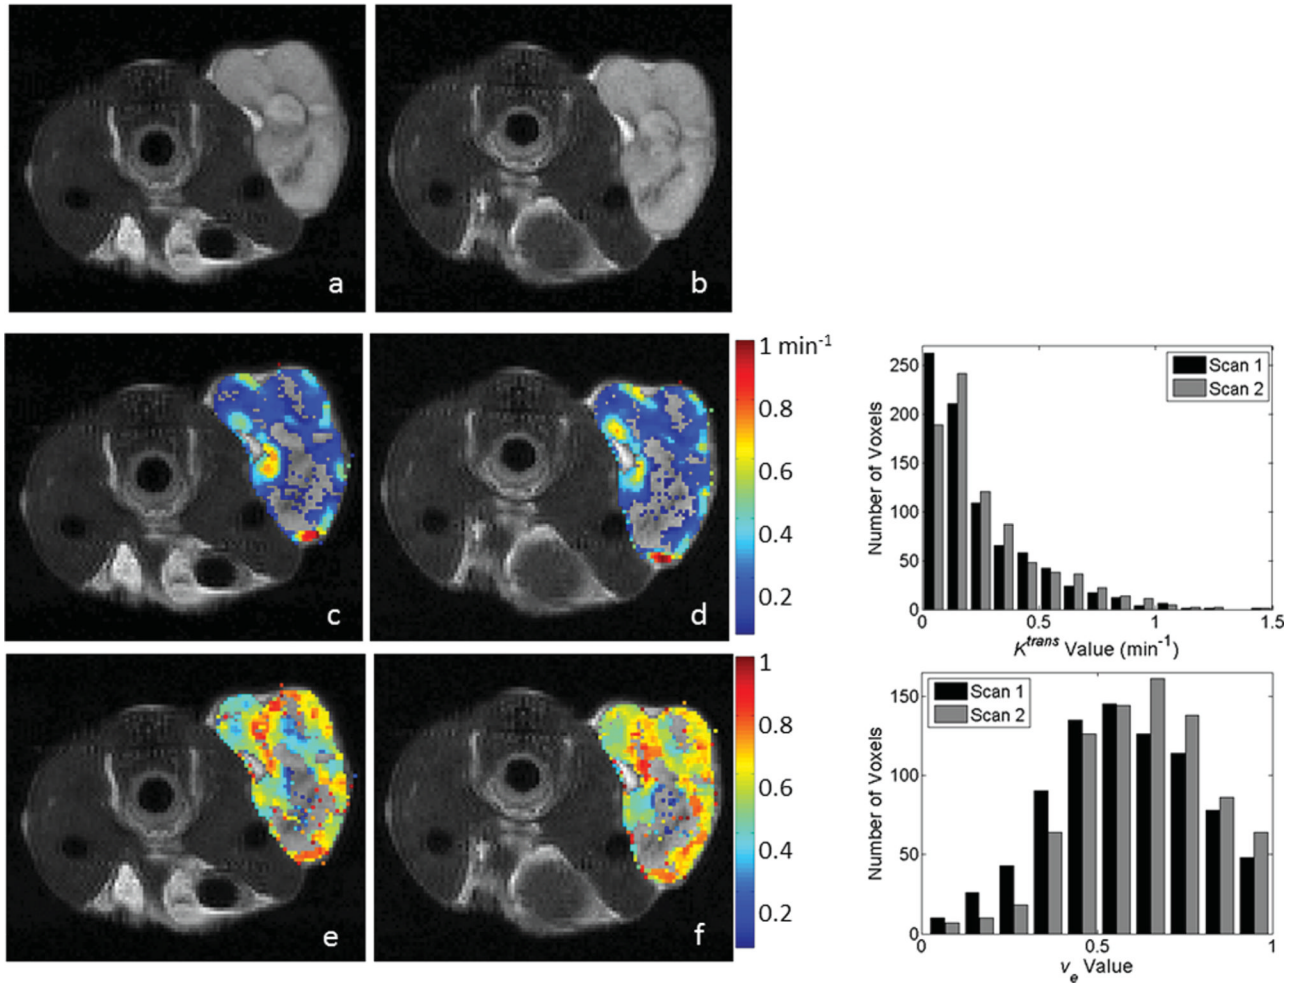 a
b
1 min-1
0.8
0.6
0.4
0.2
c
d
250
200
150
100
50
0
0
0.5
1
1.5
Number of Voxels
Ktrans Value (min-1)
Scan 1
Scan 2
1
0.8
0.6
0.4
0.2
e
f
150
100
50
0
0
0.5
1
Number of Voxels
ve Value
Scan 1
Scan 2